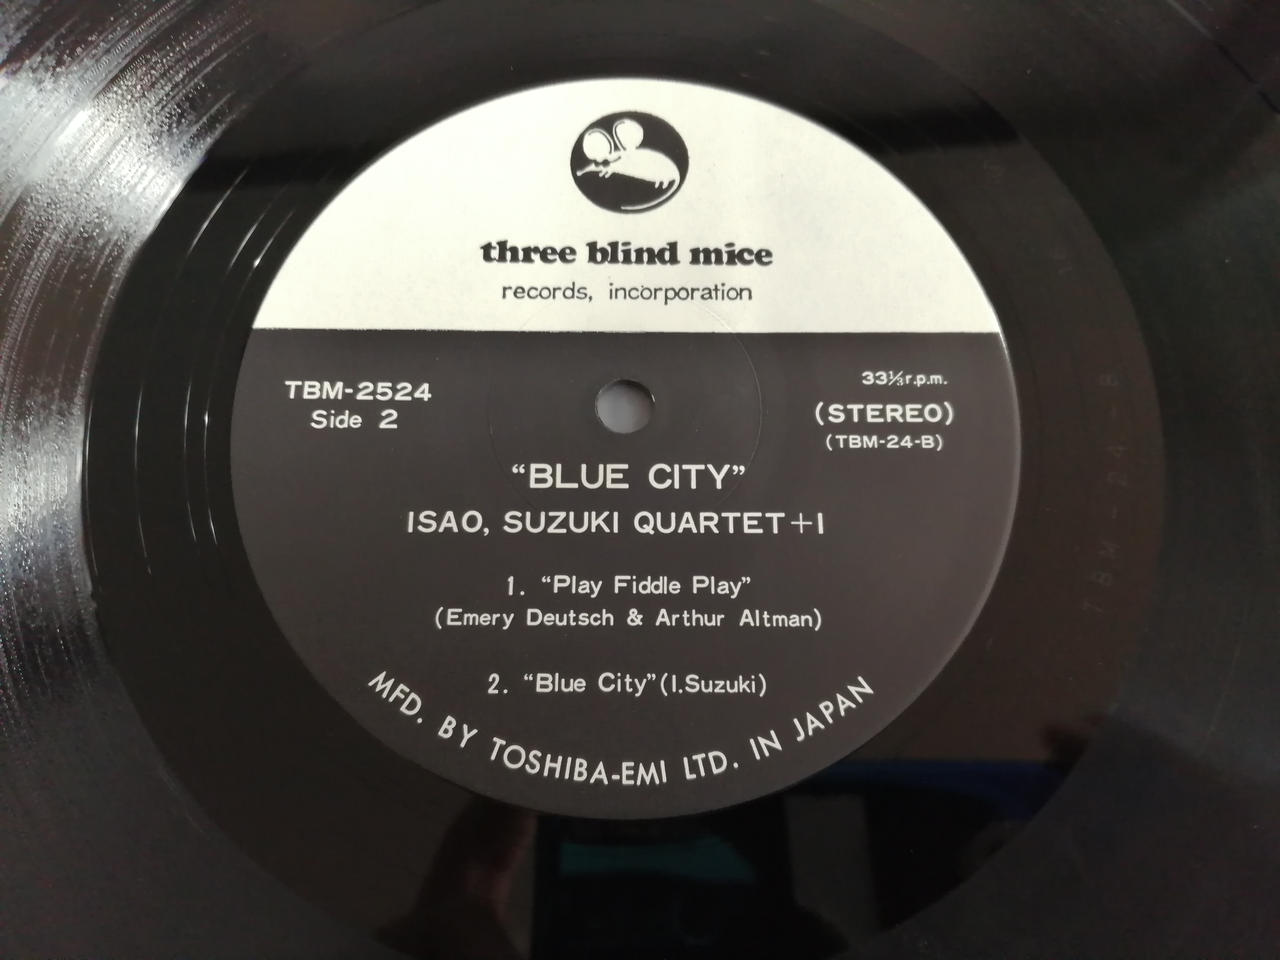 three blind mice
records, incorporation
TBM-2524
Side 2
33⅓r.p.m.
(STEREO)
(TBM-24-B)
“BLUE CITY”
ISAO, SUZUKI QUARTET+1
1. “Play Fiddle Play”
(Emery Deutsch & Arthur Altman)
2. “Blue City”(I.Suzuki)
MFD. BY TOSHIBA-EMI LTD. IN JAPAN
TBM-24-B